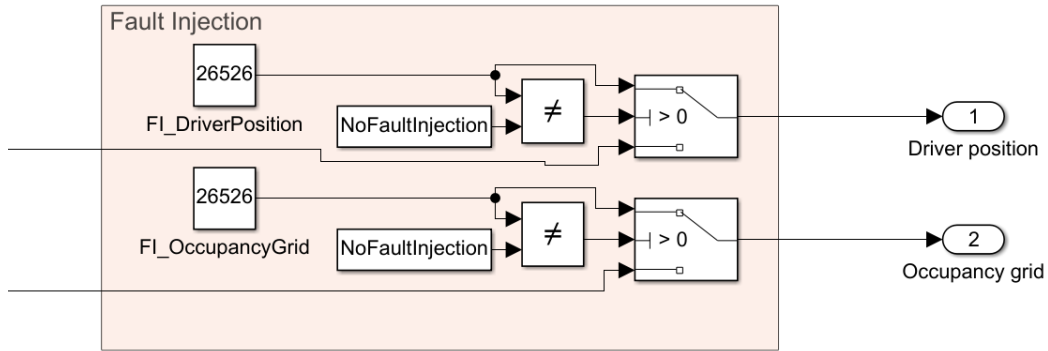 Fault Injection
26526
FI_DriverPosition
NoFaultInjection
≠
> 0
1
Driver position
26526
FI_OccupancyGrid
NoFaultInjection
≠
> 0
2
Occupancy grid